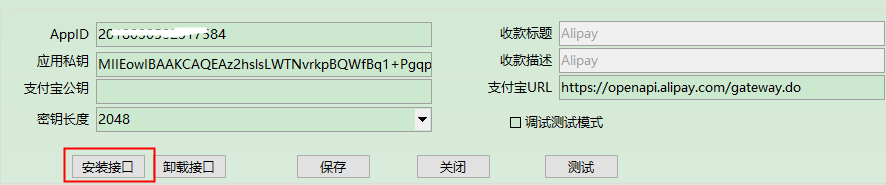 AppID
收款标题 Alipay
应用私钥 MIIEowIBAAKCAQEAz2hslsLWTNvrkpBQWfBq1+Pgqp
收款描述 Alipay
支付宝公钥
支付宝URL https://openapi.alipay.com/gateway.do
密钥长度 2048
调试测试模式
安装接口 卸载接口 保存 关闭 测试